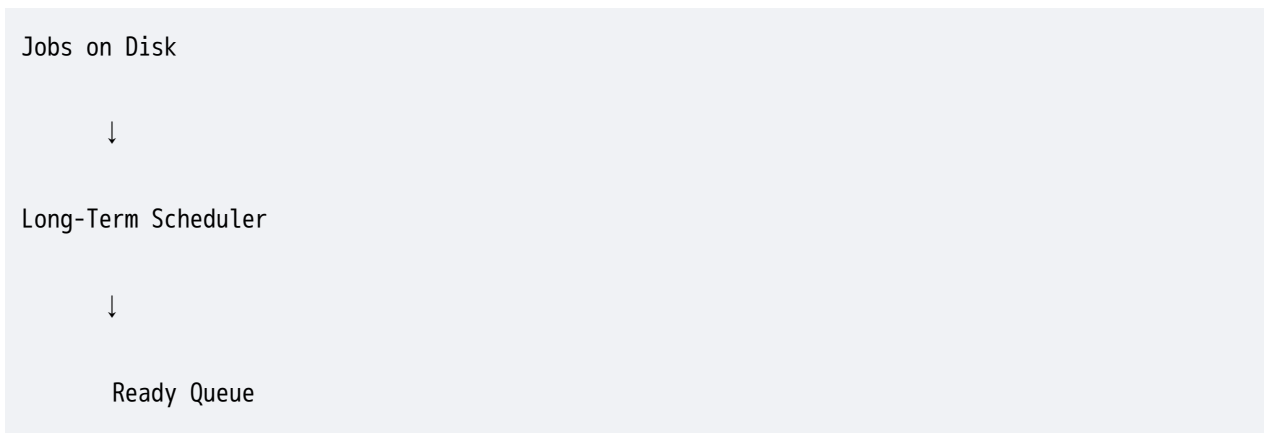 Jobs on Disk
↓
Long-Term Scheduler
↓
Ready Queue